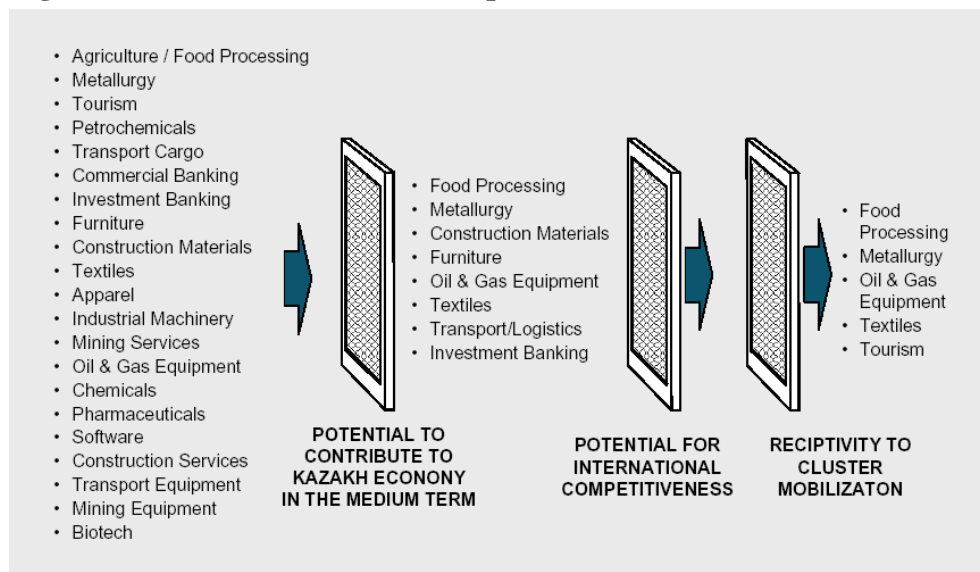 • Agriculture / Food Processing
• Metallurgy
• Tourism
• Petrochemicals
• Transport Cargo
• Commercial Banking
• Investment Banking
• Furniture
• Construction Materials
• Textiles
• Apparel
• Industrial Machinery
• Mining Services
• Oil & Gas Equipment
• Chemicals
• Pharmaceuticals
• Software
• Construction Services
• Transport Equipment
• Mining Equipment
• Biotech
POTENTIAL TO
CONTRIBUTE TO
KAZAKH ECONONY
IN THE MEDIUM TERM
• Food Processing
• Metallurgy
• Construction Materials
• Furniture
• Oil & Gas Equipment
• Textiles
• Transport/Logistics
• Investment Banking
POTENTIAL FOR
INTERNATIONAL
COMPETITIVENESS
RECIPTIVITY TO
CLUSTER
MOBILIZATON
• Food
Processing
• Metallurgy
• Oil & Gas
Equipment
• Textiles
• Tourism